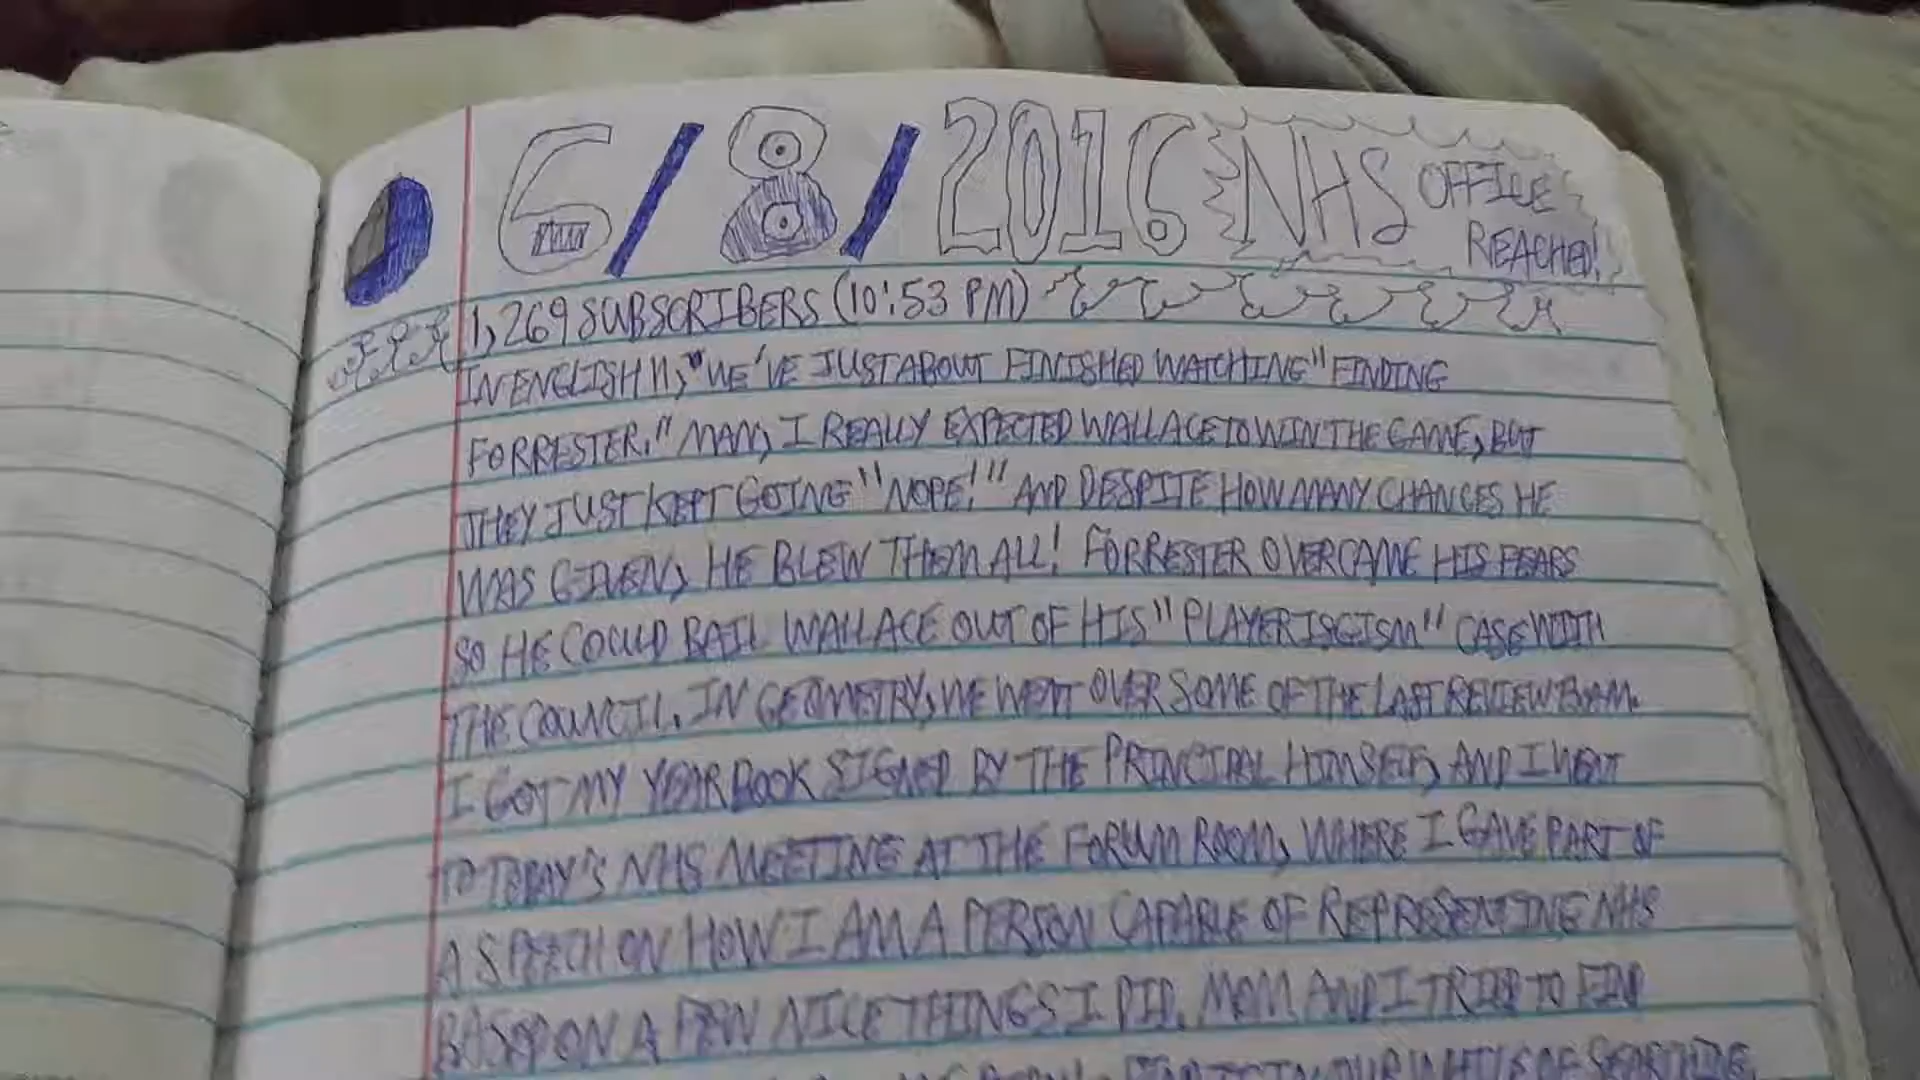 6/8/2016 NHS OFFICE
REACHED!
1,269 SUBSCRIBERS (10:53 PM)
IN ENGLISH 11, WE'VE JUST ABOUT FINISHED WATCHING "FINDING
FORRESTER." MAN, I REALLY EXPECTED WALLACE TO WIN THE GAME, BUT
THEY JUST KEPT GOING "NOPE!" AND DESPITE HOW MANY CHANCES HE
WAS GIVEN, HE BLEW THEM ALL! FORRESTER OVERCAME HIS FEARS
SO HE COULD BAIL WALLACE OUT OF HIS "PLAYERISGISM" CASE WITH
THE COUNCIL. IN GEOMETRY, WE WENT OVER SOME OF THE LAST REVIEW EXAM.
I GOT MY YEARBOOK SIGNED BY THE PRINCIPAL HIMSELF, AND I WENT
TO TODAY'S NHS MEETING AT THE FORUM ROOM, WHERE I GAVE PART OF
A SPEECH ON HOW I AM A PERSON CAPABLE OF REPRESENTING NHS
BASED ON A FEW NICE THINGS I DID. MOM AND I TRIED TO FIND
OUR WHILE OF SEARCHING,